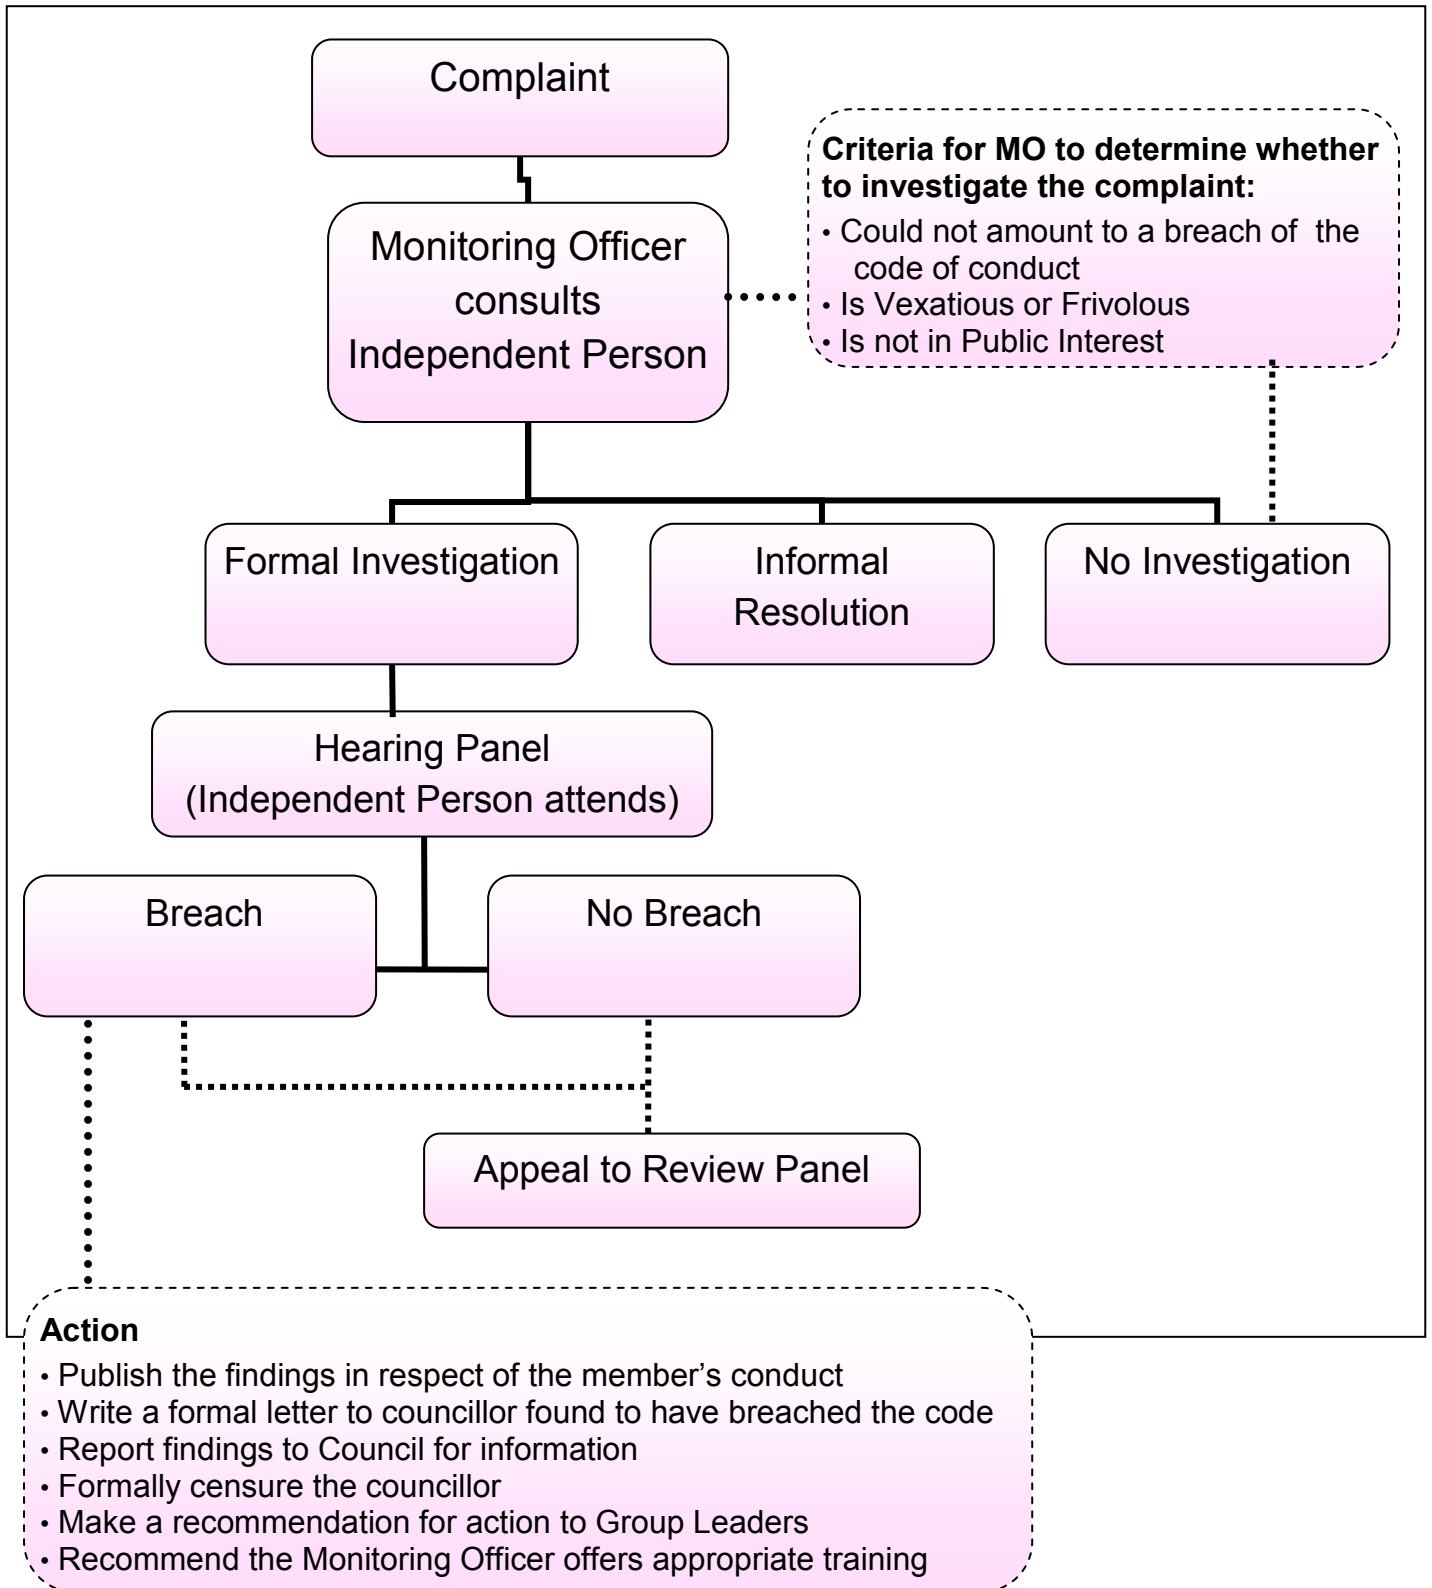 Complaint
Criteria for MO to determine whether
to investigate the complaint:
• Could not amount to a breach of the
code of conduct
• Is Vexatious or Frivolous
• Is not in Public Interest
Monitoring Officer
consults
Independent Person
Formal Investigation
Informal
Resolution
No Investigation
Hearing Panel
(Independent Person attends)
Breach
No Breach
Appeal to Review Panel
Action
• Publish the findings in respect of the member’s conduct
• Write a formal letter to councillor found to have breached the code
• Report findings to Council for information
• Formally censure the councillor
• Make a recommendation for action to Group Leaders
• Recommend the Monitoring Officer offers appropriate training